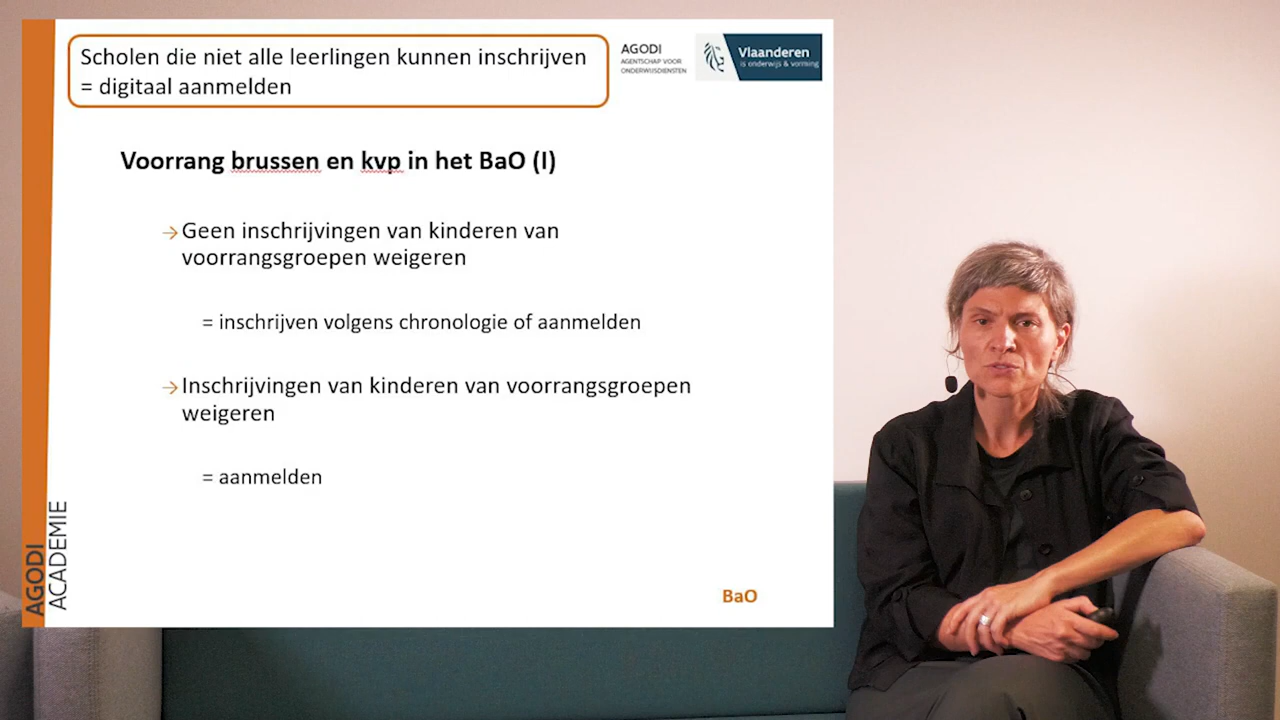 Scholen die niet alle leerlingen kunnen inschrijven
= digitaal aanmelden
AGODI
AGENTSCHAP VOOR
ONDERWIJSDIENSTEN
Vlaanderen
is onderwijs & vorming
Voorrang brussen en kvp in het BaO (I)
→ Geen inschrijvingen van kinderen van
voorrangsgroepen weigeren
= inschrijven volgens chronologie of aanmelden
→ Inschrijvingen van kinderen van voorrangsgroepen
weigeren
= aanmelden
AGODI
ACADEMIE
BaO